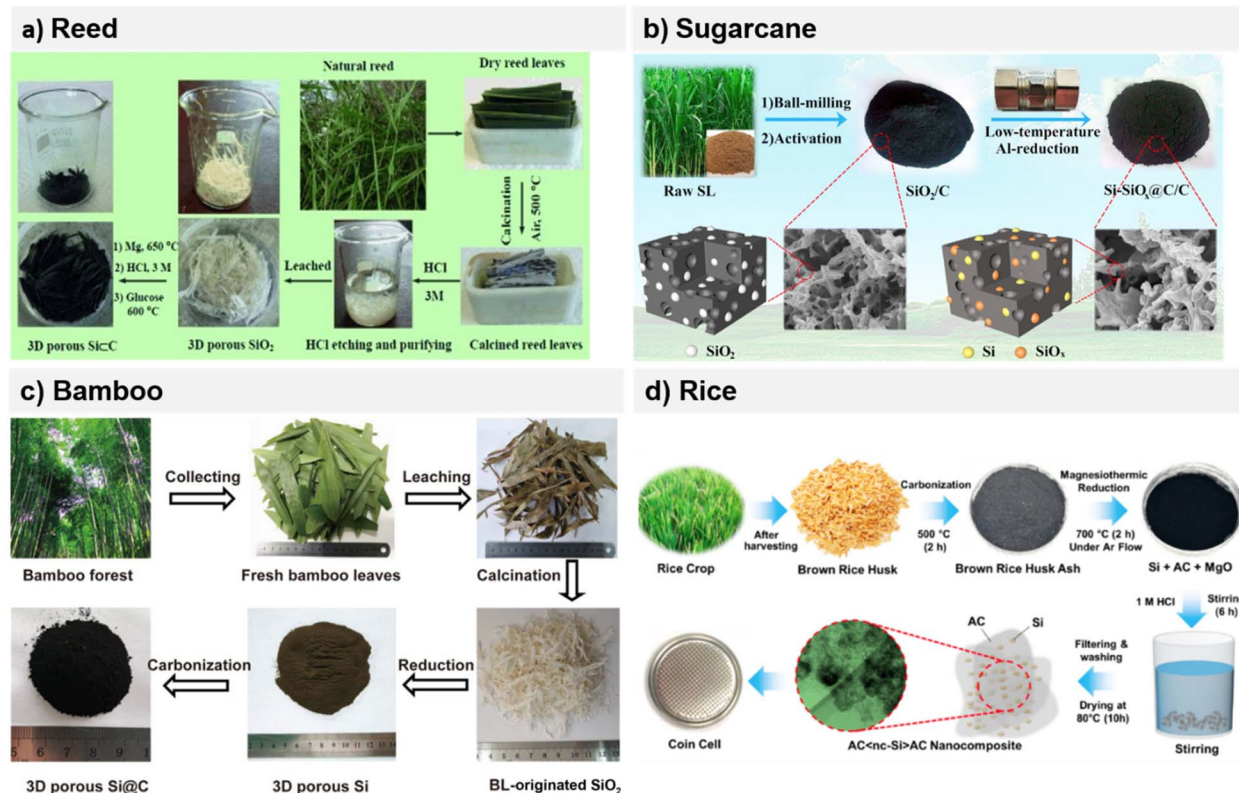 a) Reed
Natural reed
Dry reed leaves
Calcination
Air, 500 °C
1) Mg, 650 °C
2) HCl, 3 M
3) Glucose
600 °C
Leached
HCl
3M
3D porous Si⊂C
3D porous SiO₂
HCl etching and purifying
Calcined reed leaves
b) Sugarcane
1)Ball-milling
2)Activation
Low-temperature
Al-reduction
Raw SL
SiO₂/C
Si-SiOₓ@C/C
SiO₂
Si
SiOₓ
c) Bamboo
Collecting
Leaching
Bamboo forest
Fresh bamboo leaves
Calcination
Carbonization
Reduction
3D porous Si@C
3D porous Si
BL-originated SiO₂
d) Rice
After
harvesting
Carbonization
500 °C
(2 h)
Magnesiothermic
Reduction
700 °C (2 h)
Under Ar Flow
Rice Crop
Brown Rice Husk
Brown Rice Husk Ash
Si + AC + MgO
1 M HCl
Stirring
(6 h)
AC
Si
Filtering &
washing
Drying at
80°C (10h)
Coin Cell
AC<nc-Si>AC Nanocomposite
Stirring